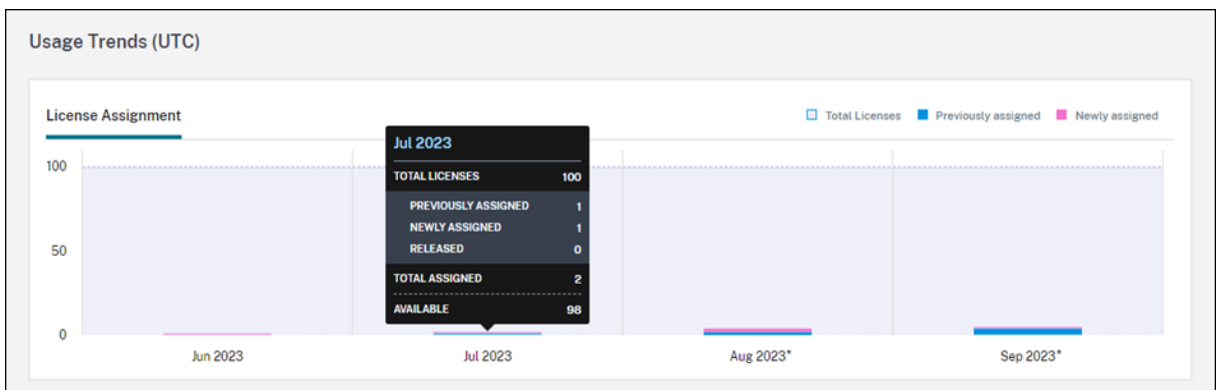 Usage Trends (UTC)
License Assignment
Total Licenses Previously assigned Newly assigned
Jul 2023
TOTAL LICENSES 100
PREVIOUSLY ASSIGNED 1
NEWLY ASSIGNED 1
RELEASED 0
TOTAL ASSIGNED 2
AVAILABLE 98
100
50
0
Jun 2023 Jul 2023 Aug 2023* Sep 2023*